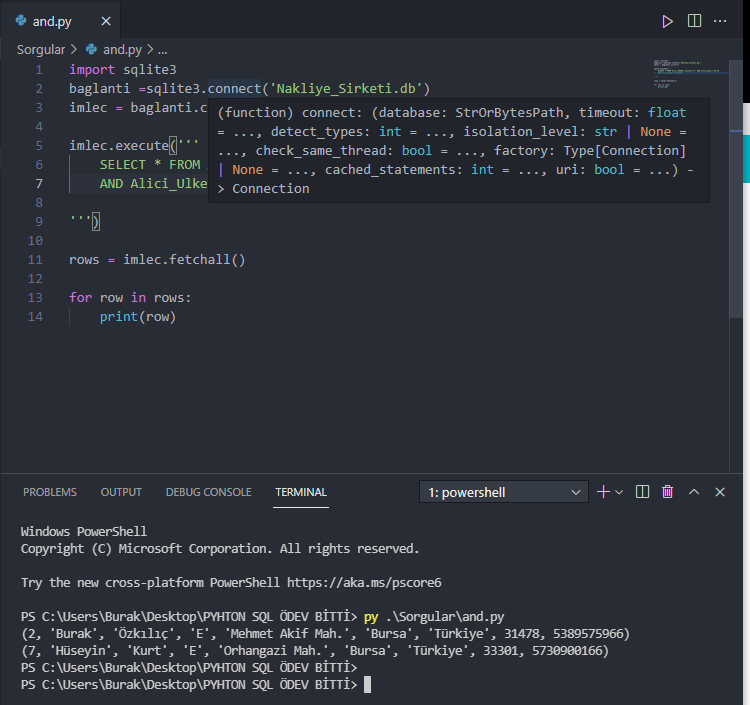 and.py
Sorgular > and.py > ...
1 import sqlite3
2 baglanti =sqlite3.connect('Nakliye_Sirketi.db')
3 imlec = baglanti.c
(function) connect: (database: StrOrBytesPath, timeout: float
= ..., detect_types: int = ..., isolation_level: str | None =
..., check_same_thread: bool = ..., factory: Type[Connection]
| None = ..., cached_statements: int = ..., uri: bool = ...) -
> Connection
4
5 imlec.execute('''
6 SELECT * FROM
7 AND Alici_Ulke
8
9 ''')
10
11 rows = imlec.fetchall()
12
13 for row in rows:
14 print(row)
PROBLEMS OUTPUT DEBUG CONSOLE TERMINAL 1: powershell
Windows PowerShell
Copyright (C) Microsoft Corporation. All rights reserved.
Try the new cross-platform PowerShell https://aka.ms/pscore6
PS C:\Users\Burak\Desktop\PYHTON SQL ÖDEV BİTTİ> py .\Sorgular\and.py
(2, 'Burak', 'Özkılıç', 'E', 'Mehmet Akif Mah.', 'Bursa', 'Türkiye', 31478, 5389575966)
(7, 'Hüseyin', 'Kurt', 'E', 'Orhangazi Mah.', 'Bursa', 'Türkiye', 33301, 5730900166)
PS C:\Users\Burak\Desktop\PYHTON SQL ÖDEV BİTTİ>
PS C:\Users\Burak\Desktop\PYHTON SQL ÖDEV BİTTİ>